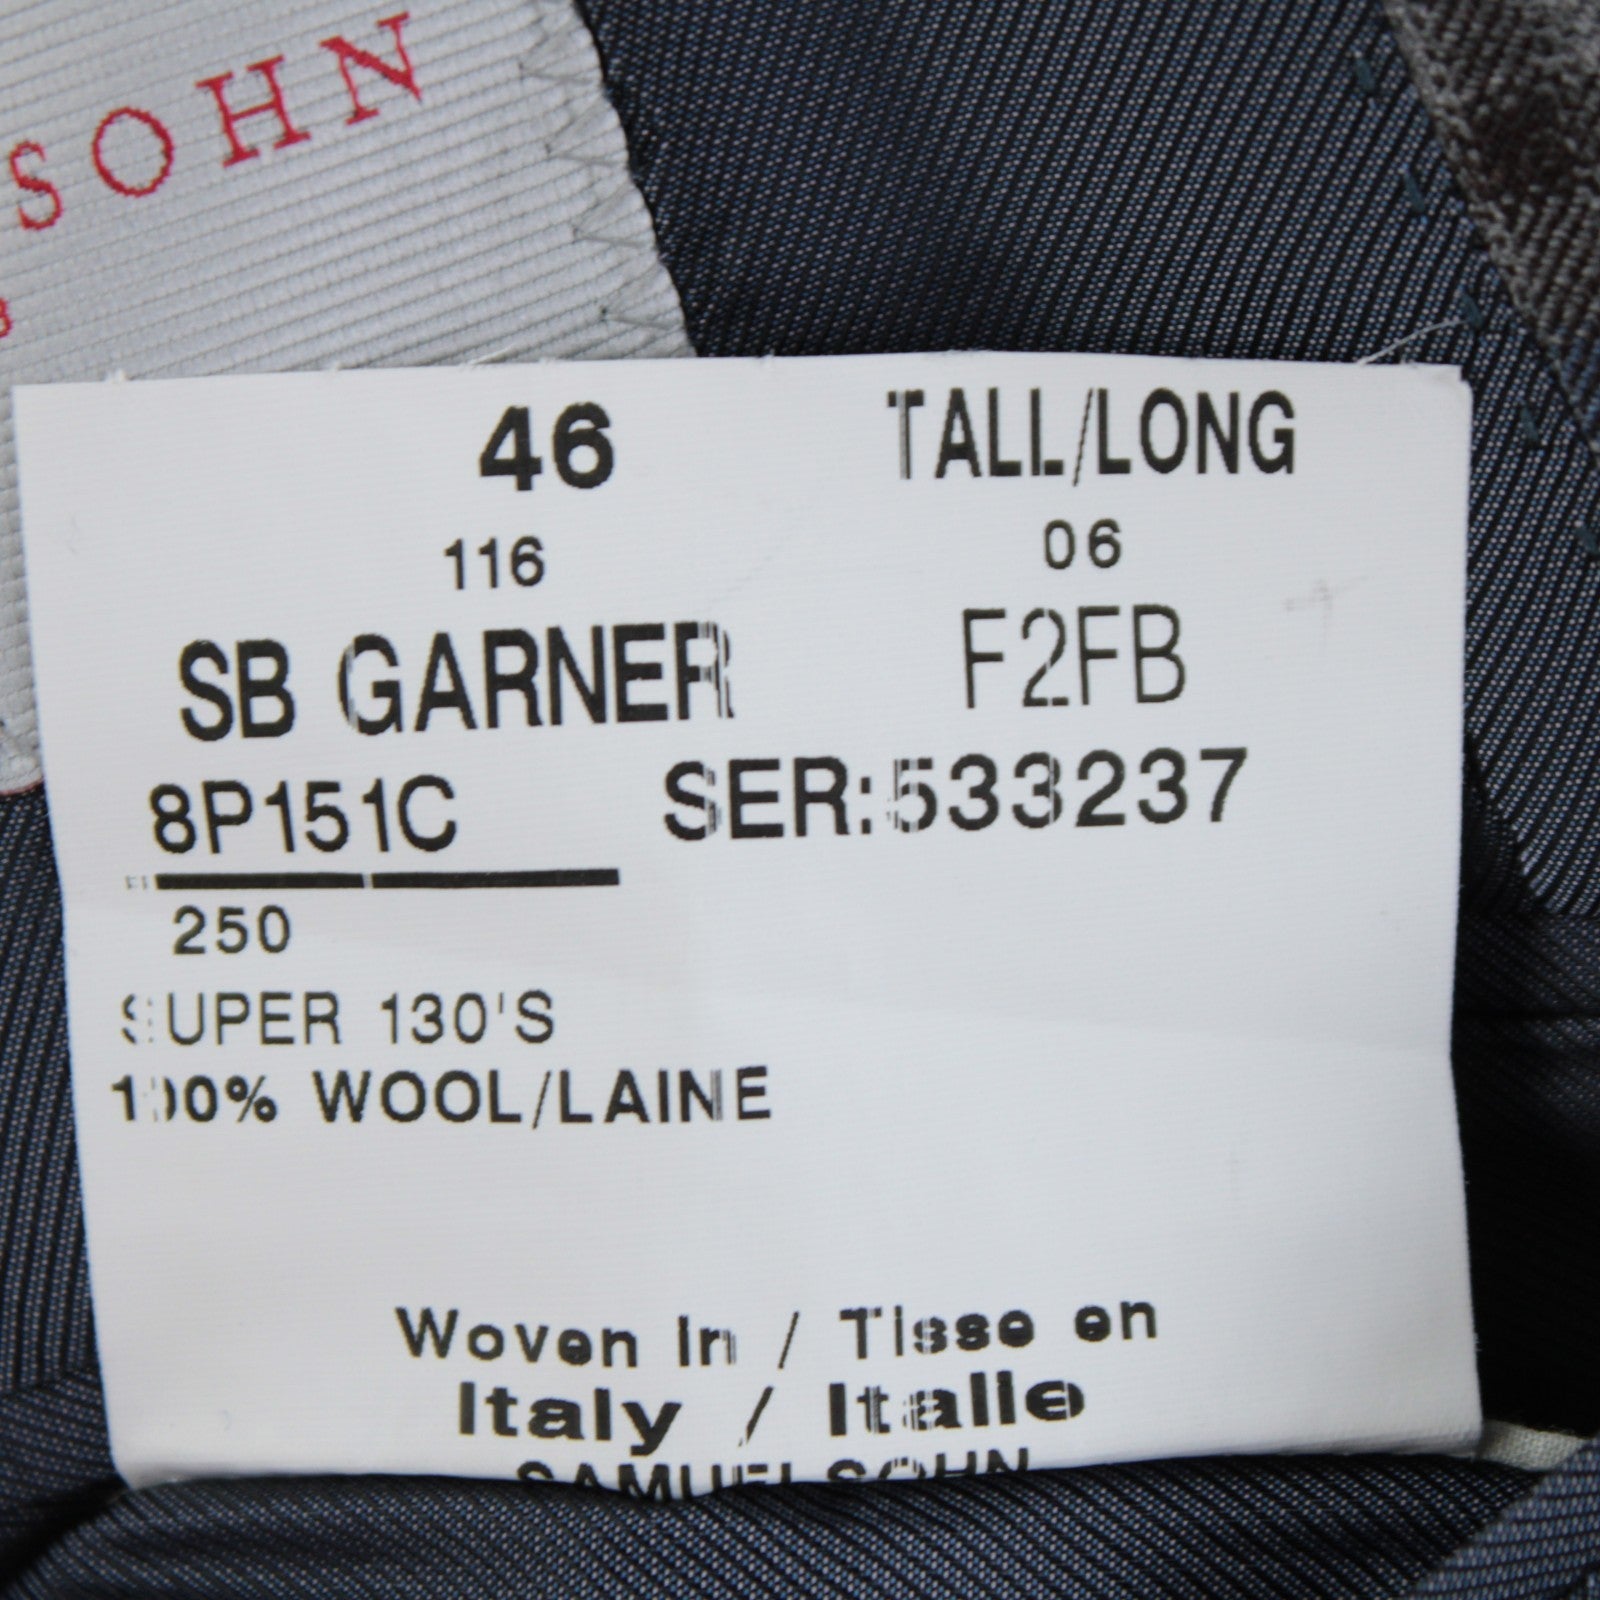 SOHN
46 TALL/LONG
116 06
SB GARNER F2FB
8P151C SER:533237
250
SUPER 130'S
100% WOOL/LAINE
Woven In / Tisse en
Italy / Italie
SAMUELSOHN